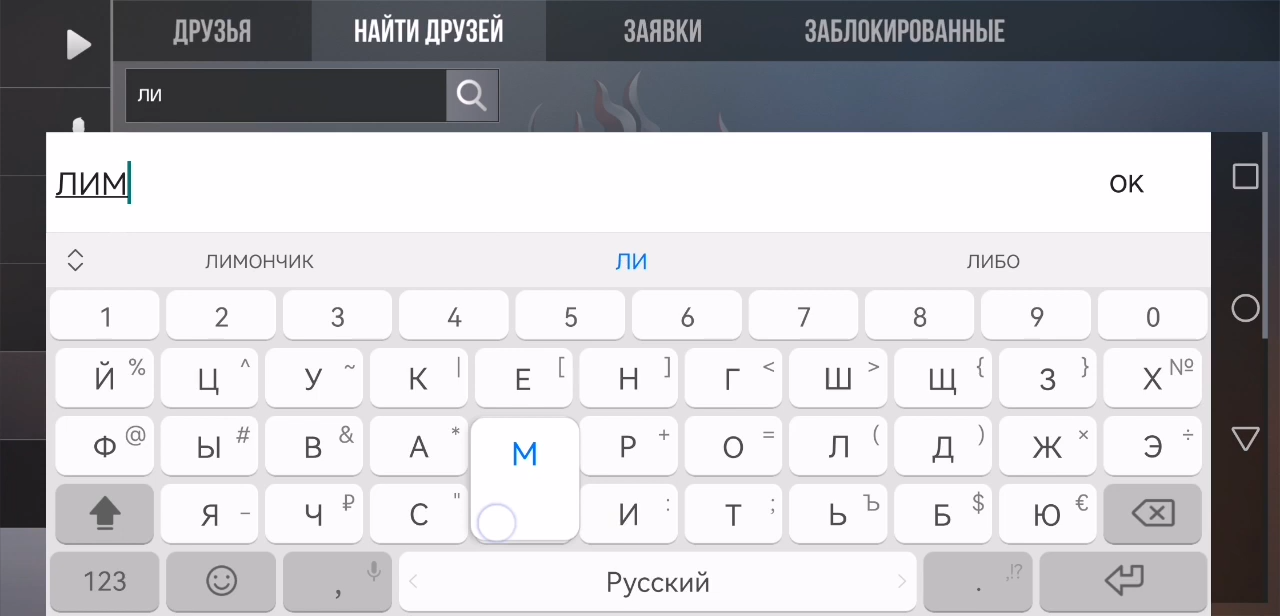 ДРУЗЬЯ НАЙТИ ДРУЗЕЙ ЗАЯВКИ ЗАБЛОКИРОВАННЫЕ
ЛИ
ЛИМ OK
ЛИМОНЧИК ЛИ ЛИБО
1 2 3 4 5 6 7 8 9 0
Й % Ц ^ У ~ К | Е [ Н ] Г < Ш > Щ { З } Х №
Ф @ Ы # В & А * М Р + О = Л ( Д ) Ж × Э ÷
Я _ Ч ₽ С " И : Т ; Ь Ъ Б $ Ю €
123 , < Русский > . ,!?